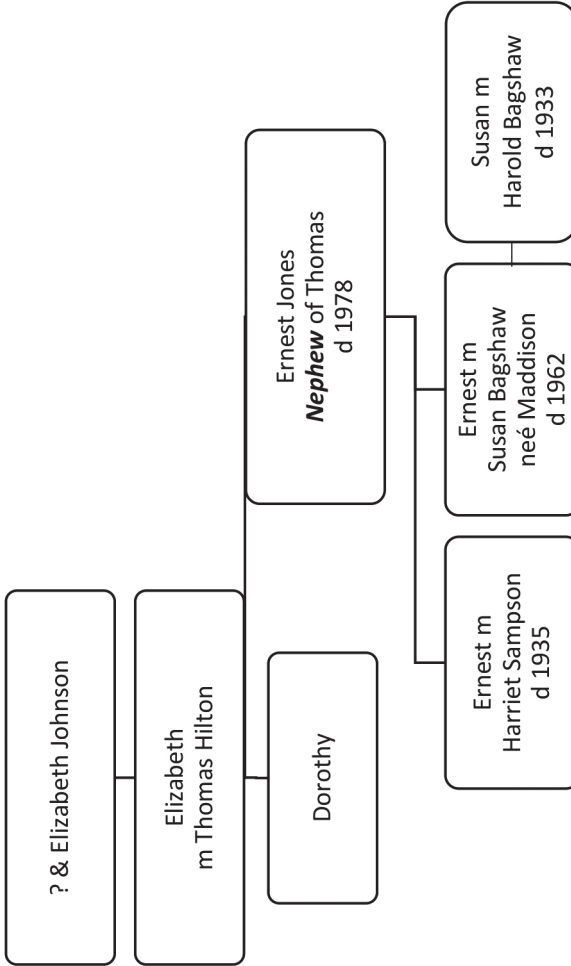 ? & Elizabeth Johnson
Elizabeth
m Thomas Hilton
Dorothy
Ernest Jones
Nephew of Thomas
d 1978
Ernest m
Harriet Sampson
d 1935
Ernest m
Susan Bagshaw
neé Maddison
d 1962
Susan m
Harold Bagshaw
d 1933